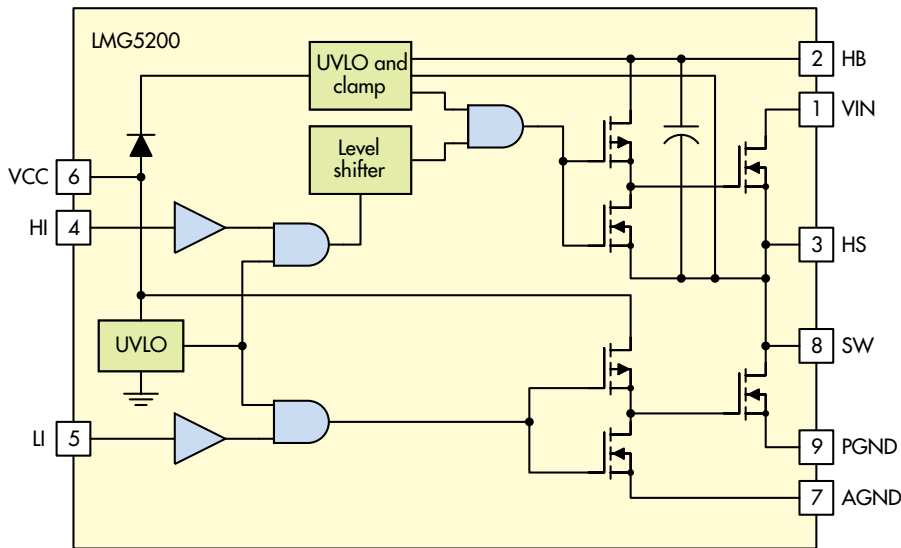 LMG5200
UVLO and
clamp
2 HB
1 VIN
Level
shifter
VCC 6
HI 4
3 HS
UVLO
8 SW
LI 5
9 PGND
7 AGND